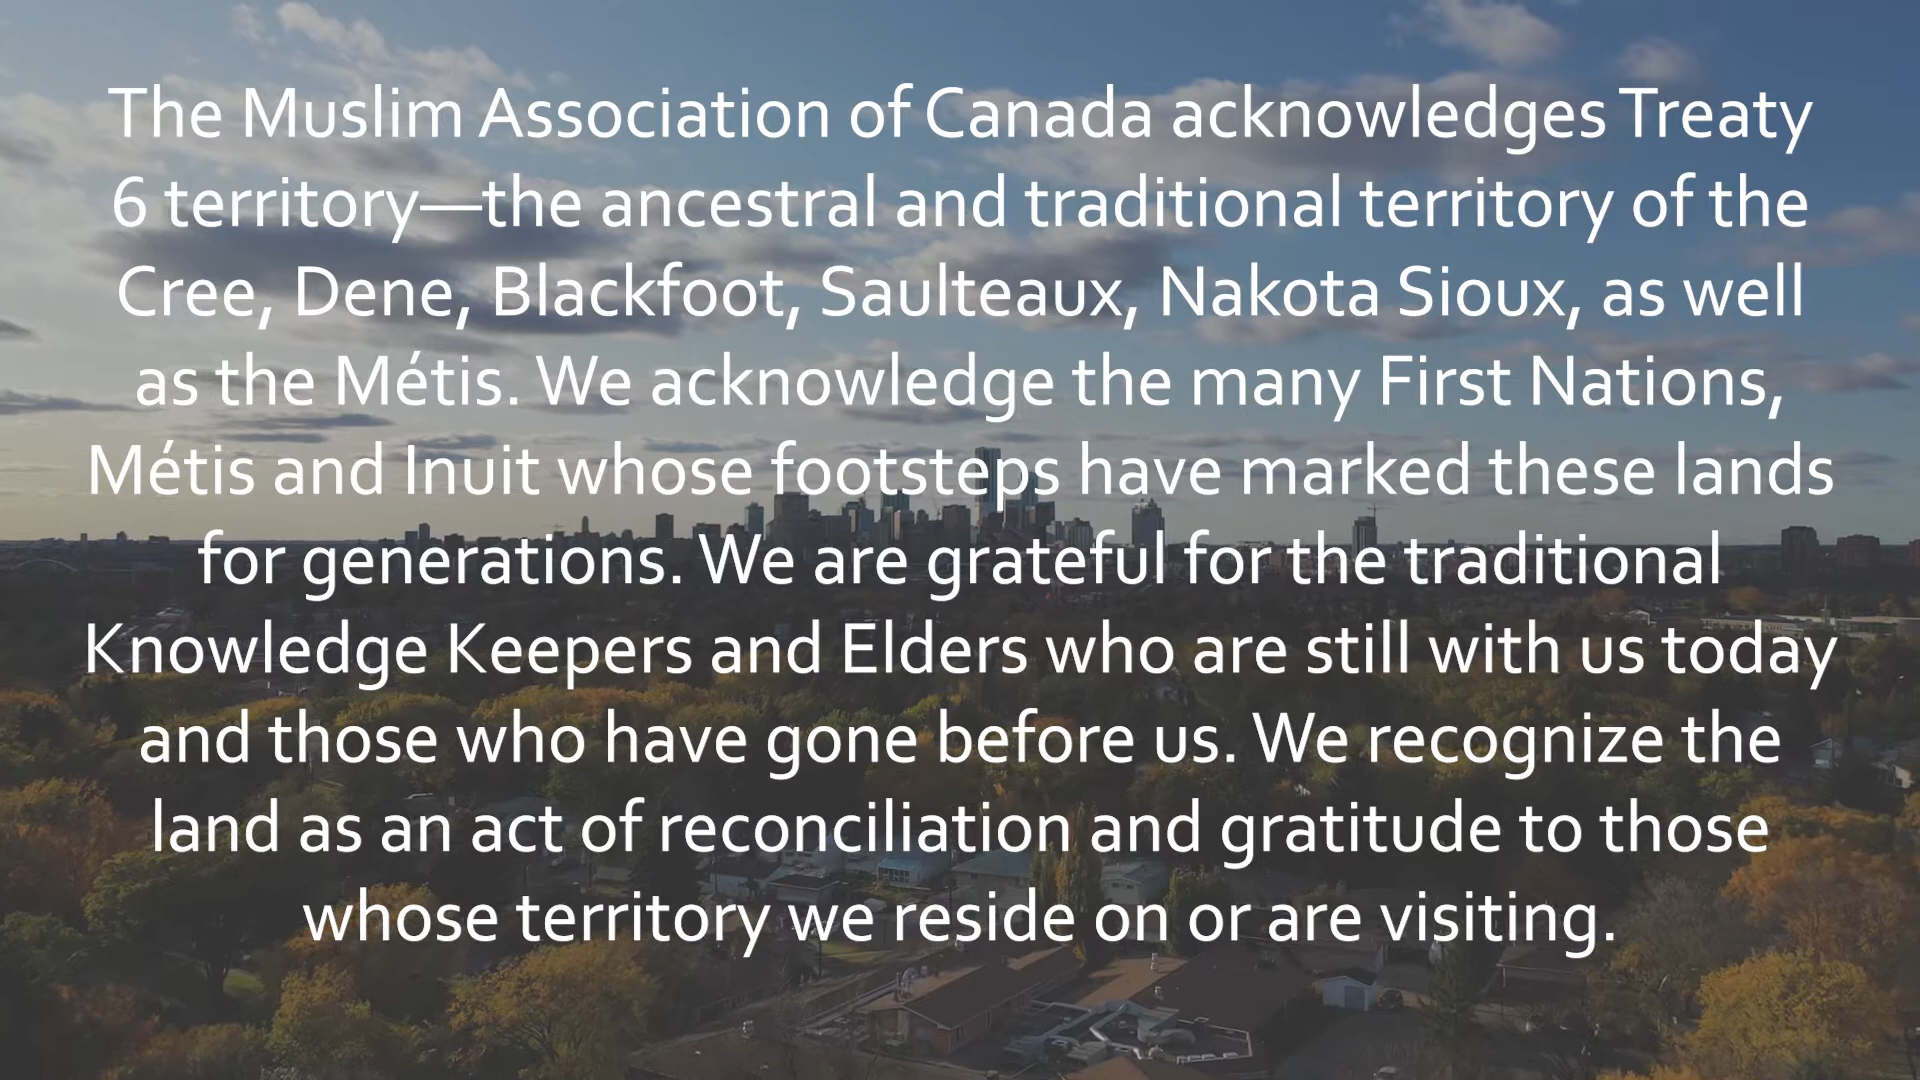 The Muslim Association of Canada acknowledges Treaty
6 territory—the ancestral and traditional territory of the
Cree, Dene, Blackfoot, Saulteaux, Nakota Sioux, as well
as the Métis. We acknowledge the many First Nations,
Métis and Inuit whose footsteps have marked these lands
for generations. We are grateful for the traditional
Knowledge Keepers and Elders who are still with us today
and those who have gone before us. We recognize the
land as an act of reconciliation and gratitude to those
whose territory we reside on or are visiting.